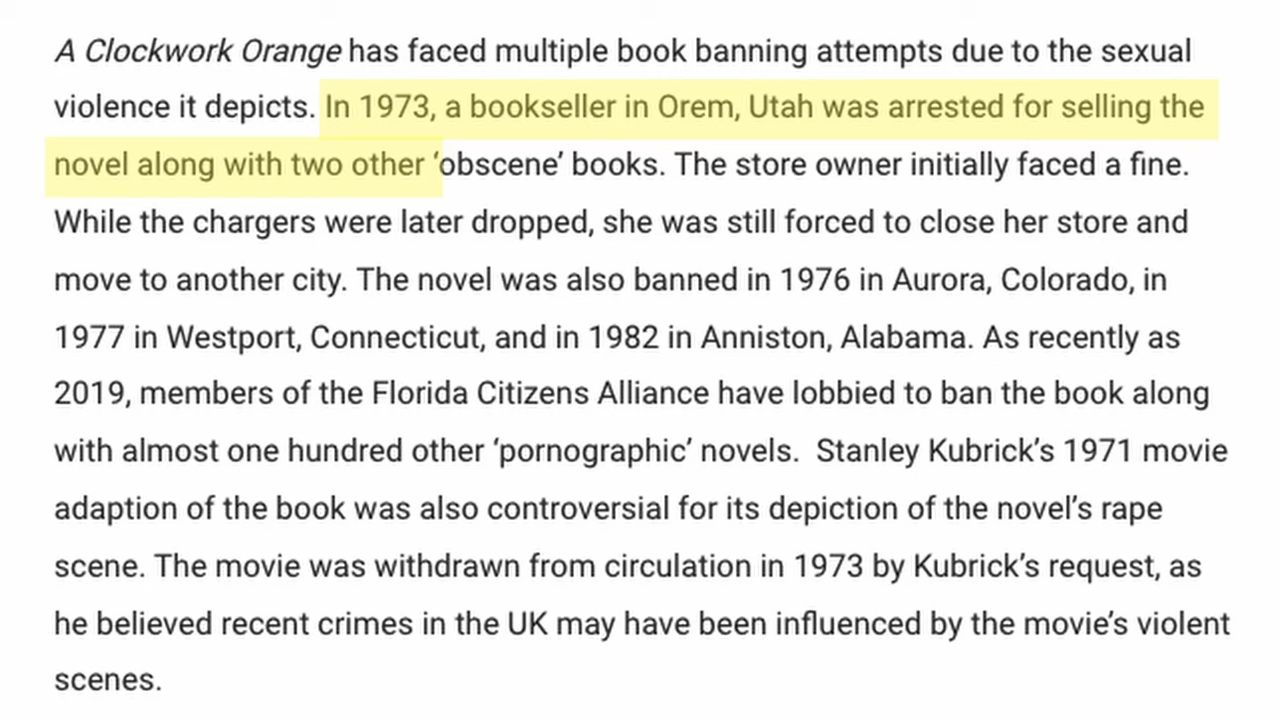 A Clockwork Orange has faced multiple book banning attempts due to the sexual
violence it depicts. In 1973, a bookseller in Orem, Utah was arrested for selling the
novel along with two other ‘obscene’ books. The store owner initially faced a fine.
While the chargers were later dropped, she was still forced to close her store and
move to another city. The novel was also banned in 1976 in Aurora, Colorado, in
1977 in Westport, Connecticut, and in 1982 in Anniston, Alabama. As recently as
2019, members of the Florida Citizens Alliance have lobbied to ban the book along
with almost one hundred other ‘pornographic’ novels.  Stanley Kubrick’s 1971 movie
adaption of the book was also controversial for its depiction of the novel’s rape
scene. The movie was withdrawn from circulation in 1973 by Kubrick’s request, as
he believed recent crimes in the UK may have been influenced by the movie’s violent
scenes.